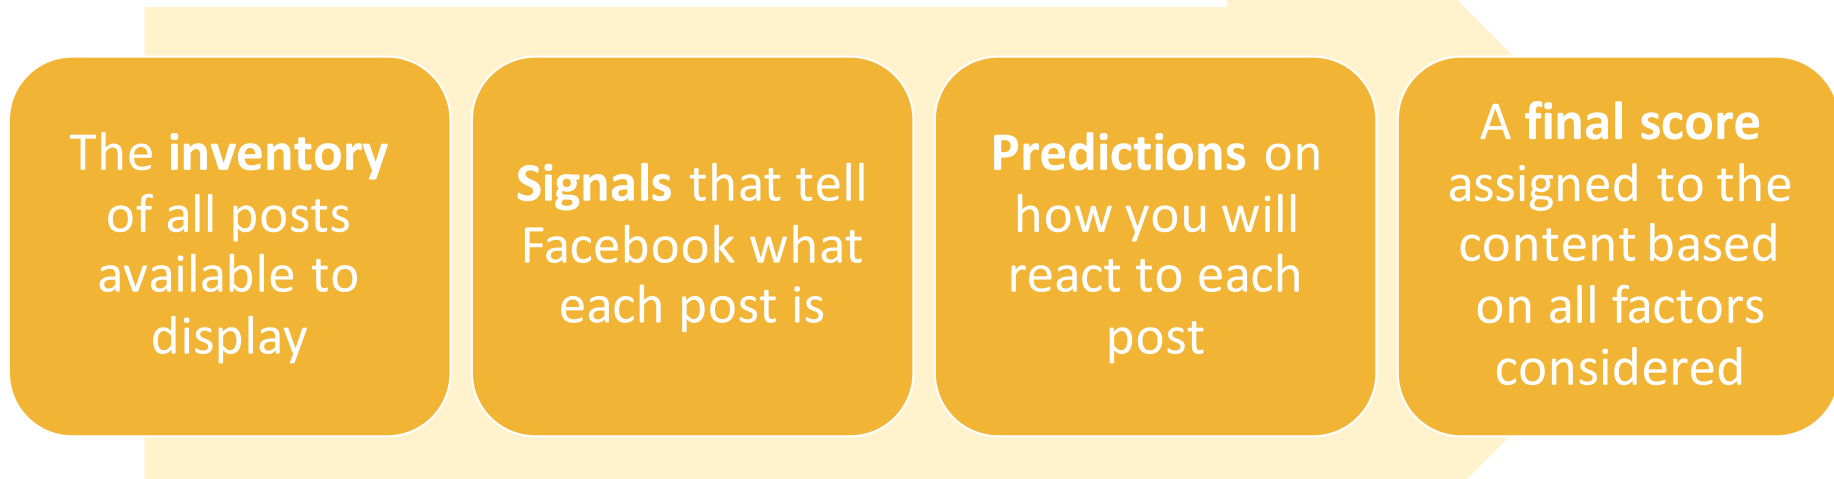 The inventory
of all posts
available to
display
Signals that tell
Facebook what
each post is
Predictions on
how you will
react to each
post
A final score
assigned to the
content based
on all factors
considered